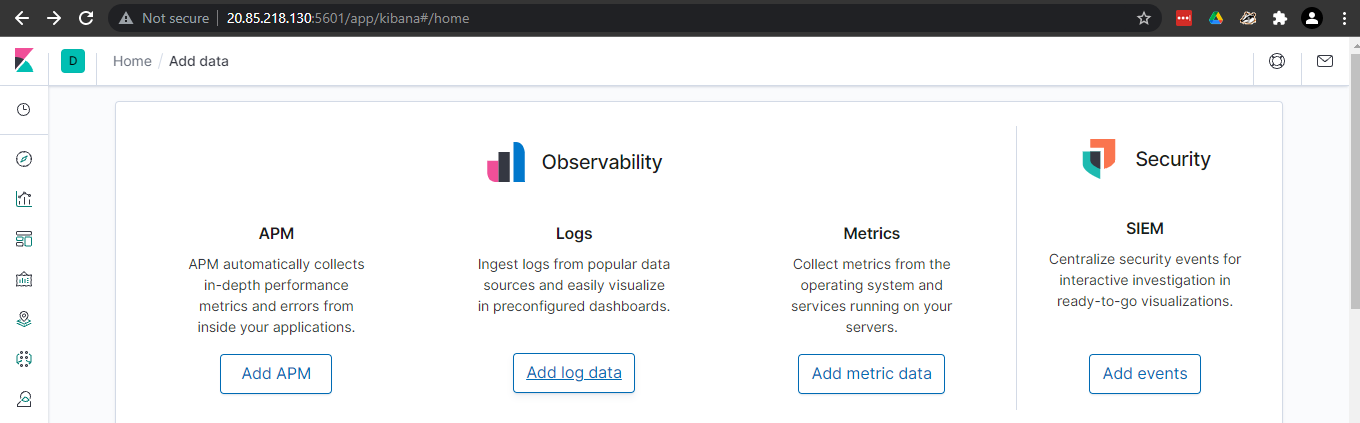 Not secure 20.85.218.130:5601/app/kibana#/home
D Home / Add data
Observability
Security
APM
APM automatically collects
in-depth performance
metrics and errors from
inside your applications.
Add APM
Logs
Ingest logs from popular data
sources and easily visualize
in preconfigured dashboards.
Add log data
Metrics
Collect metrics from the
operating system and
services running on your
servers.
Add metric data
SIEM
Centralize security events for
interactive investigation in
ready-to-go visualizations.
Add events